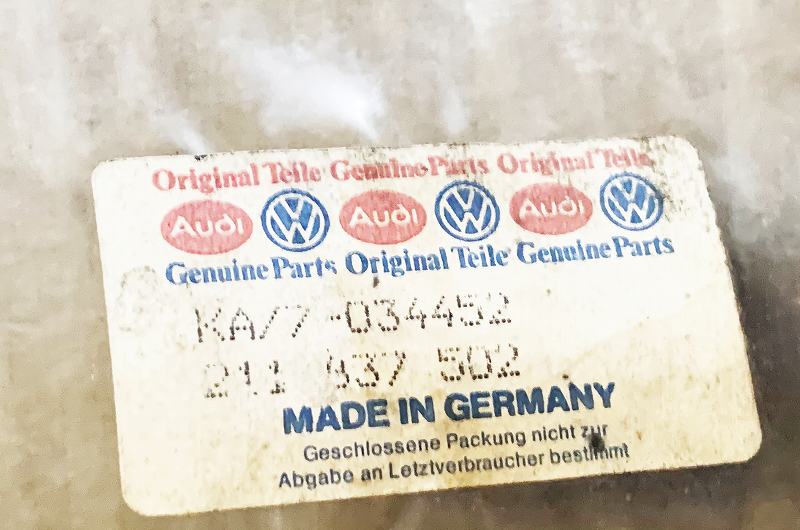 Original Teile Genuine Parts Original Teile
Audi VW Audi VW Audi VW
Genuine Parts Original Teile Genuine Parts
KA/7-034452
211 837 502
MADE IN GERMANY
Geschlossene Packung nicht zur
Abgabe an Letztverbraucher bestimmt